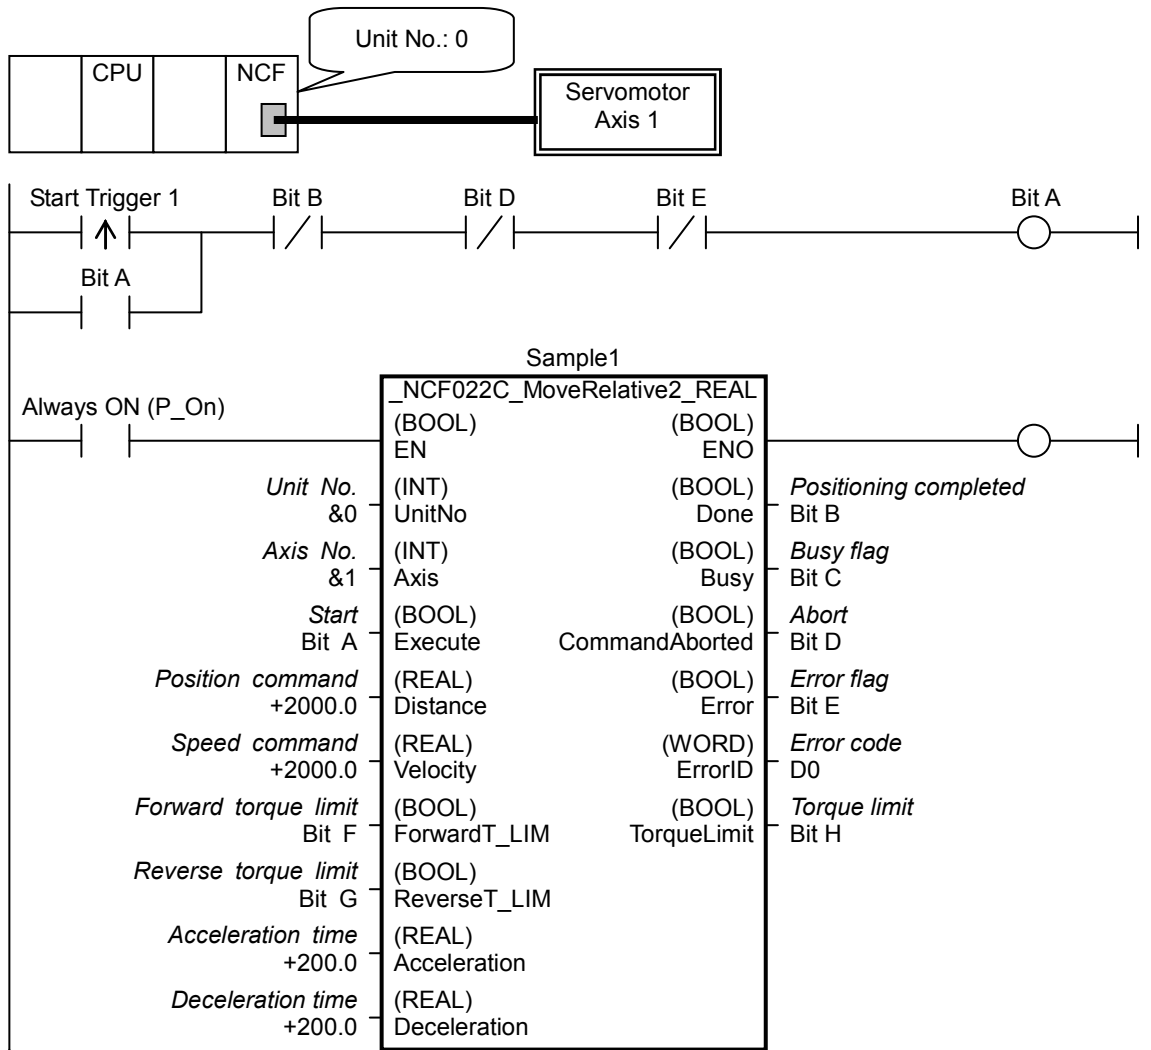 Unit No.: 0
CPU NCF
Servomotor
Axis 1
Start Trigger 1 Bit B Bit D Bit E Bit A
Bit A
Sample1
_NCF022C_MoveRelative2_REAL
Always ON (P_On)
(BOOL) (BOOL)
EN ENO
Unit No. (INT) (BOOL) Positioning completed
&0 UnitNo Done Bit B
Axis No. (INT) (BOOL) Busy flag
&1 Axis Busy Bit C
Start (BOOL) (BOOL) Abort
Bit A Execute CommandAborted Bit D
Position command (REAL) (BOOL) Error flag
+2000.0 Distance Error Bit E
Speed command (REAL) (WORD) Error code
+2000.0 Velocity ErrorID D0
Forward torque limit (BOOL) (BOOL) Torque limit
Bit F ForwardT_LIM TorqueLimit Bit H
Reverse torque limit (BOOL)
Bit G ReverseT_LIM
Acceleration time (REAL)
+200.0 Acceleration
Deceleration time (REAL)
+200.0 Deceleration